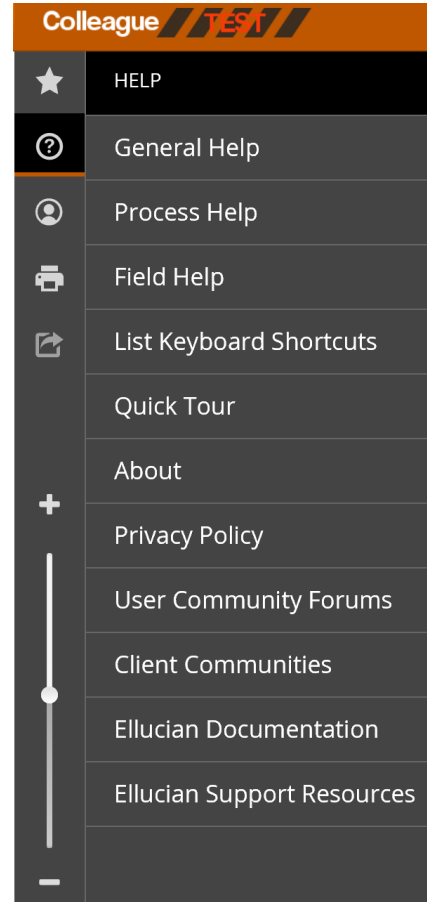 Colleague TEST
HELP
General Help
Process Help
Field Help
List Keyboard Shortcuts
Quick Tour
About
Privacy Policy
User Community Forums
Client Communities
Ellucian Documentation
Ellucian Support Resources